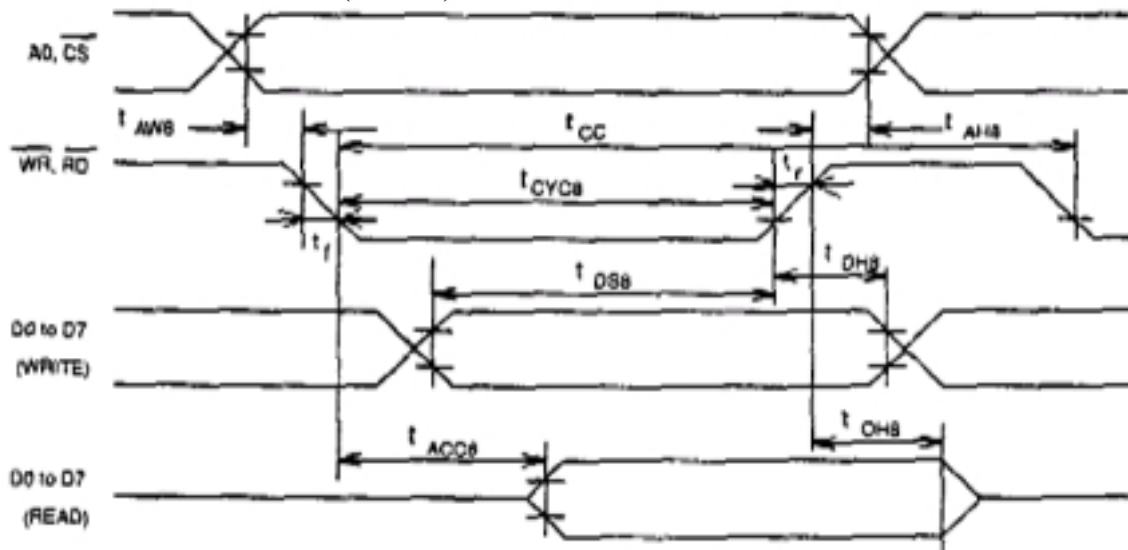 A0, CS
t AW8
t CC
t AH8
WR, RD
t r
t CYC8
t f
t DS8
t DH8
D0 to D7
(WRITE)
t ACC8
t OH8
D0 to D7
(READ)